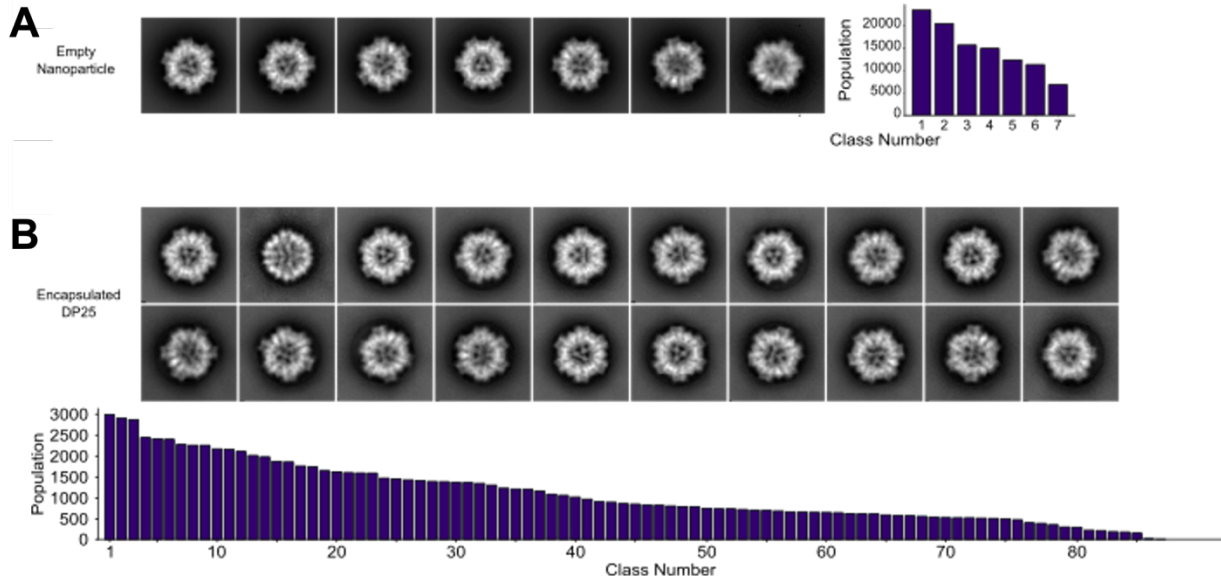 A
Empty
Nanoparticle
Population
20000
15000
10000
5000
0
1 2 3 4 5 6 7
Class Number
B
Encapsulated
DP25
Population
3000
2500
2000
1500
1000
500
0
1 10 20 30 40 50 60 70 80
Class Number